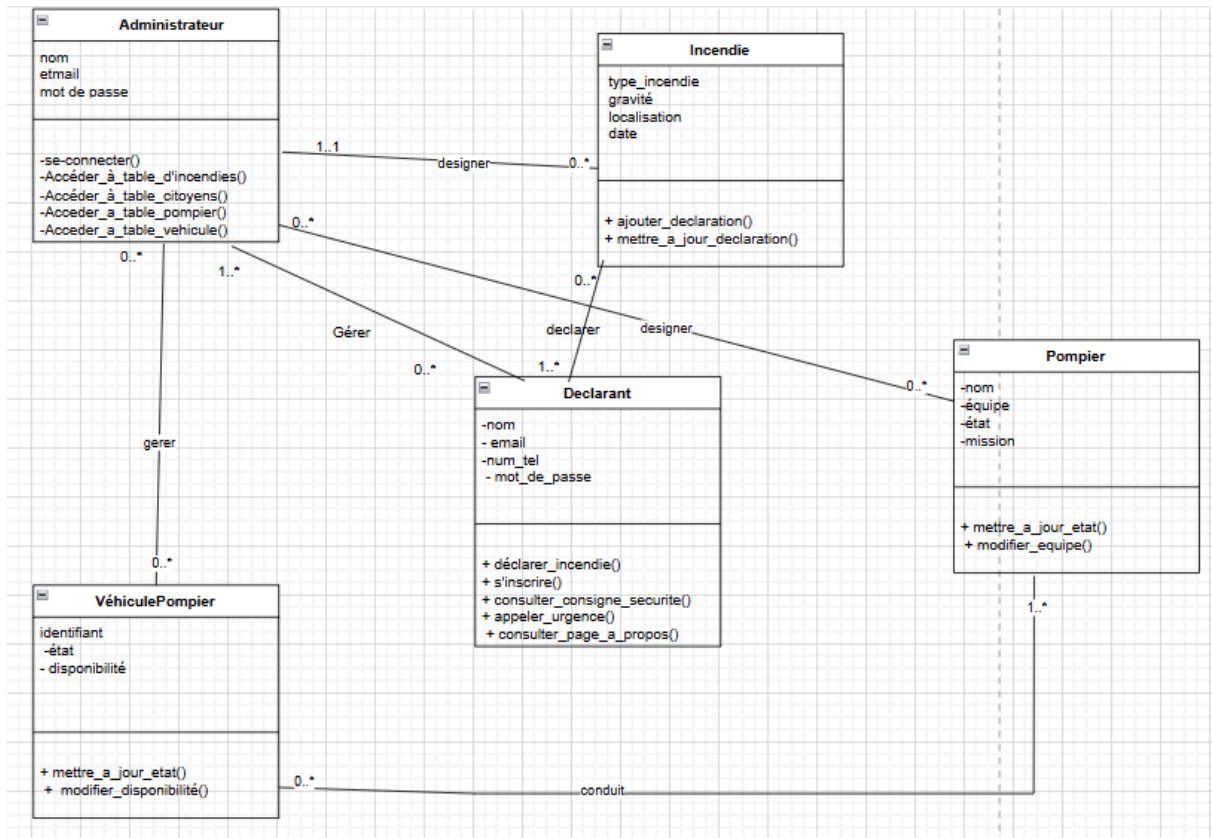 Administrateur
nom
etmail
mot de passe
-se-connecter()
-Accéder_à_table_d'incendies()
-Accéder_à_table_citoyens()
-Acceder_a_table_pompier()
-Acceder_a_table_vehicule()
Incendie
type_incendie
gravité
localisation
date
+ ajouter_declaration()
+ mettre_a_jour_declaration()
1..1
designer
0..*
0..*
0..*
1..*
0..*
Gérer
declarer
designer
0..*
1..*
0..*
Declarant
-nom
- email
-num_tel
- mot_de_passe
+ déclarer_incendie()
+ s'inscrire()
+ consulter_consigne_securite()
+ appeler_urgence()
+ consulter_page_a_propos()
Pompier
-nom
-équipe
-état
-mission
+ mettre_a_jour_etat()
+ modifier_equipe()
gerer
0..*
VéhiculePompier
identifiant
-état
- disponibilité
+ mettre_a_jour_etat()
+ modifier_disponibilité()
1..*
0..*
conduit